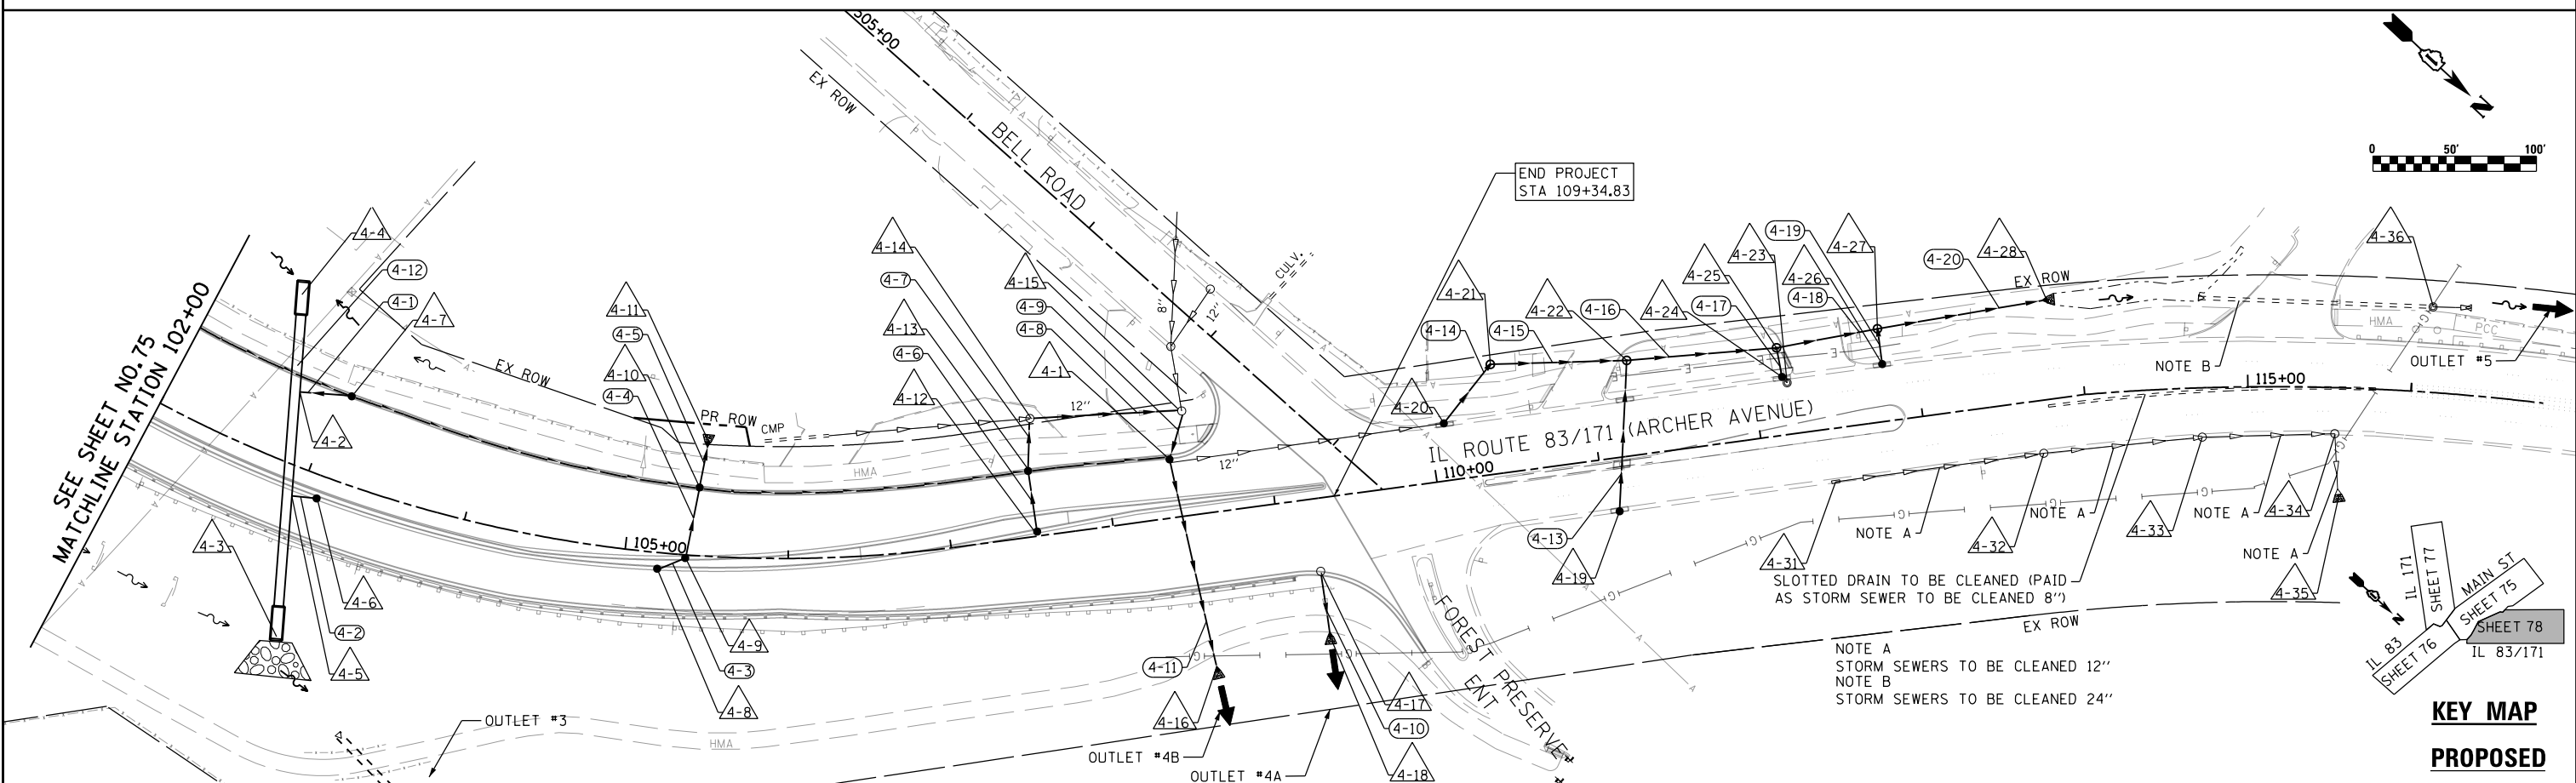 505+00
EX ROW
BELL
ROAD
N
0 50' 100'
END PROJECT
STA 109+34.83
SEE SHEET NO.75
MATCHLINE STATION 102+00
4-4
4-12
4-1
4-7
4-2
EX ROW
4-11
4-5
4-10
4-4
PR ROW
CMP
HMA
4-14
4-7
4-13
4-6
4-12
4-15
4-9
4-8
4-1
12"
8"
12"
CULV.
12"
4-21
4-14
4-15
4-22
4-16
4-24
4-25
4-17
4-23
4-19
4-26
4-18
4-27
4-20
4-28
EX ROW
4-36
HMA
PCC
NOTE B
OUTLET #5
4-20
IL ROUTE 83/171 (ARCHER AVENUE)
110+00
115+00
105+00
4-3
4-6
4-2
4-5
4-9
4-3
4-8
4-13
4-19
4-31
NOTE A
4-32
NOTE A
4-33
NOTE A
4-34
NOTE A
4-35
SLOTTED DRAIN TO BE CLEANED (PAID
AS STORM SEWER TO BE CLEANED 8")
EX ROW
NOTE A
STORM SEWERS TO BE CLEANED 12"
NOTE B
STORM SEWERS TO BE CLEANED 24"
FOREST PRESERVE
ENT
4-11
4-16
4-17
4-10
4-18
OUTLET #3
HMA
OUTLET #4B
OUTLET #4A
N
IL 171
SHEET 77
MAIN ST
SHEET 75
SHEET 78
IL 83/171
IL 83
SHEET 76
KEY MAP
PROPOSED